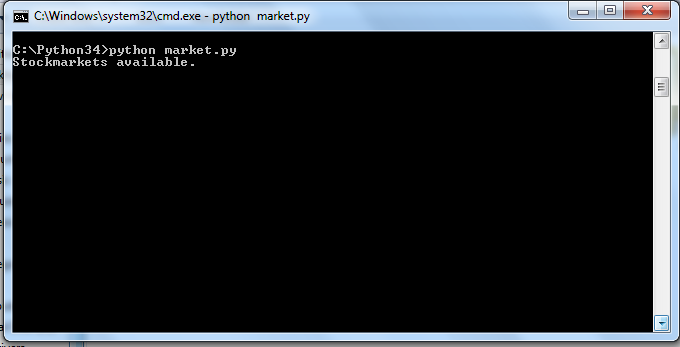 C:\Windows\system32\cmd.exe - python  market.py
C:\Python34>python market.py
Stockmarkets available.